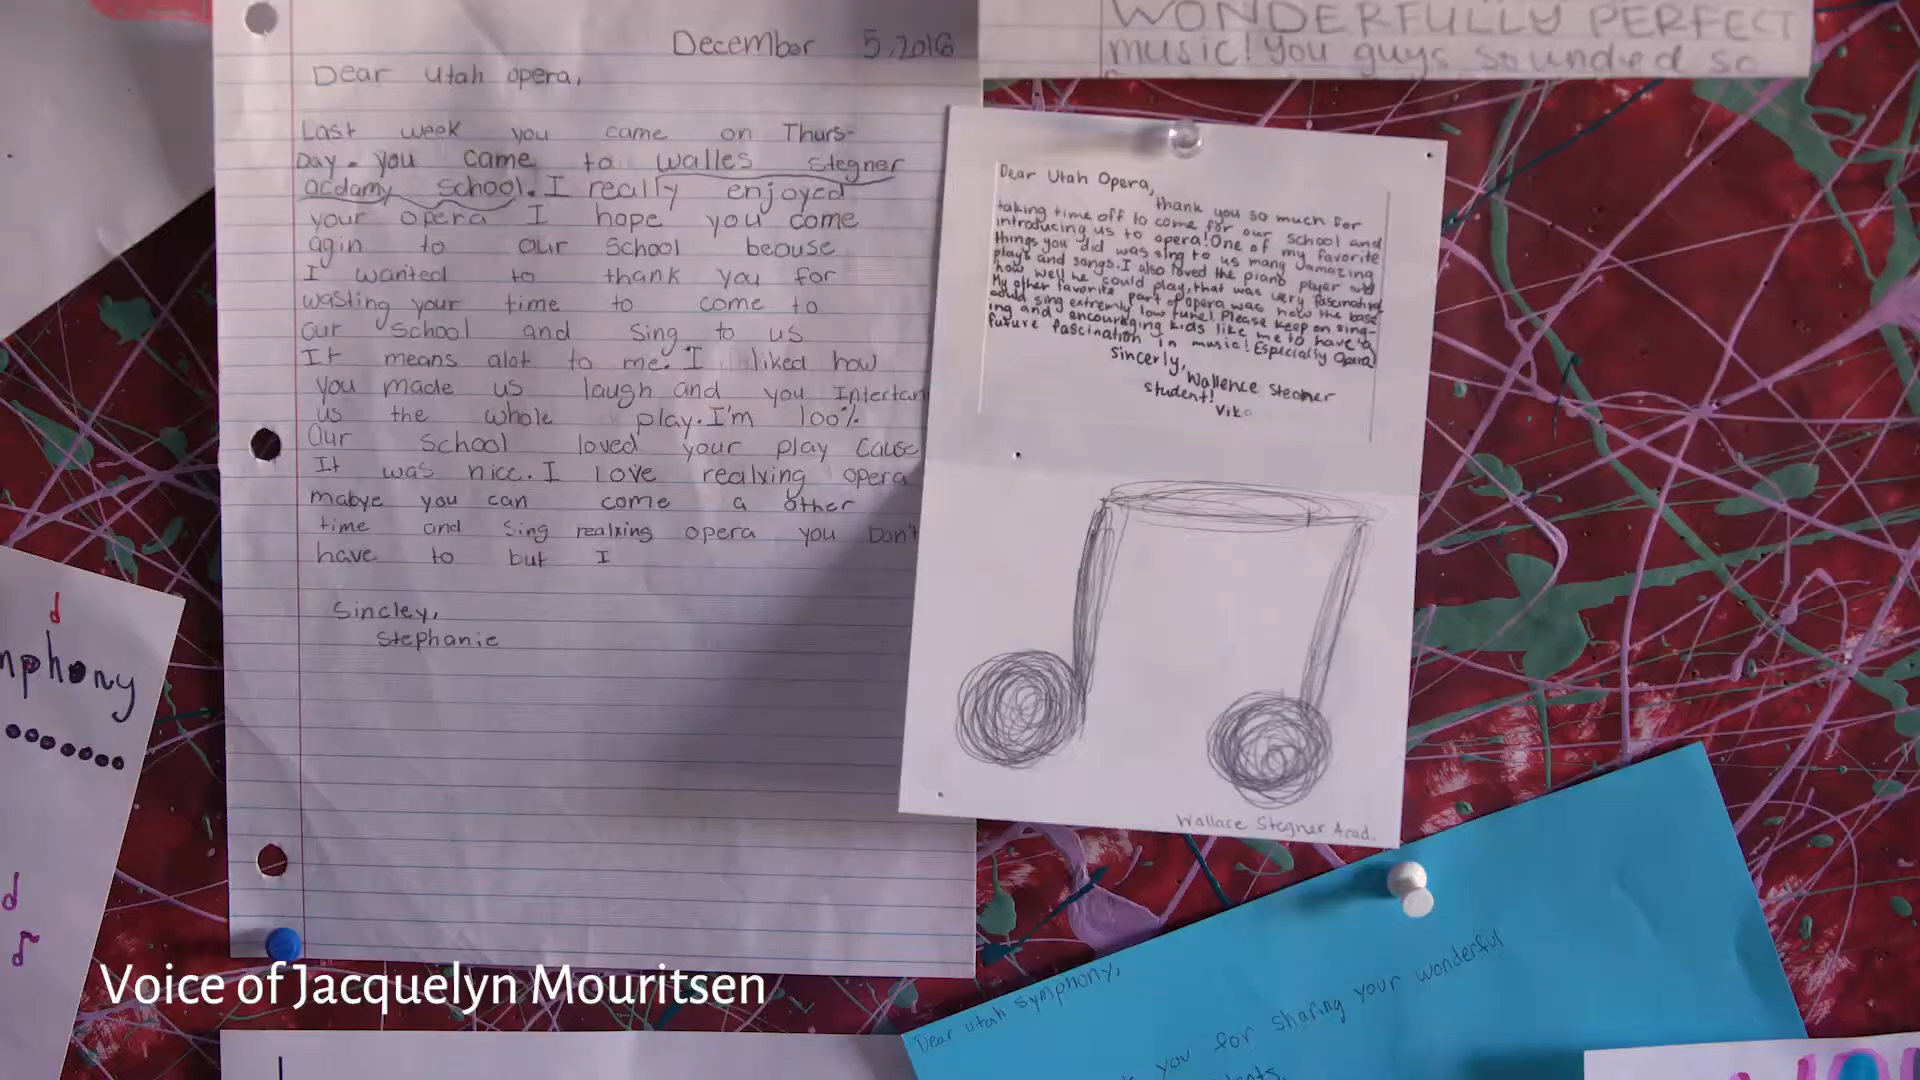 December 5, 2016
Dear Utah opera,
Last week you came on Thurs-
Day. you came to walles stegner
acdamy school. I really enjoyed
your opera I hope you come
agin to our school beouse
I wanted to thank you for
wasting your time to come to
our school and sing to us
It means alot to me. I liked how
you made us laugh and you Intertan
us the whole play. I'm 100%
Our School loved your play cause
It was nice. I love realxing opera
mabye you can come a other
time and sing realxing opera you Don't
have to but I
Sincley,
Stephanie
WONDERFULLY PERFECT
music! You guys sounded so
Dear Utah Opera,
thank you so much for
taking time off to come for our school and
introducing us to opera! One of my favorite
things you did was sing to us many amazing
plays and songs. I also loved the piano player and
how well he could play, that was very fascinating
My other favorite part of opera was how the base
could sing extremly low tune! Please keep on sing-
ing and encouraging kids like me to have a
future fascination in music! Especially Opera
Sincerly, Wallence Stegner
student!
Vika
Wallace Stegner Acad.
mphony
Dear Utah Symphony,
you for sharing your wonderful
Voice of Jacquelyn Mouritsen